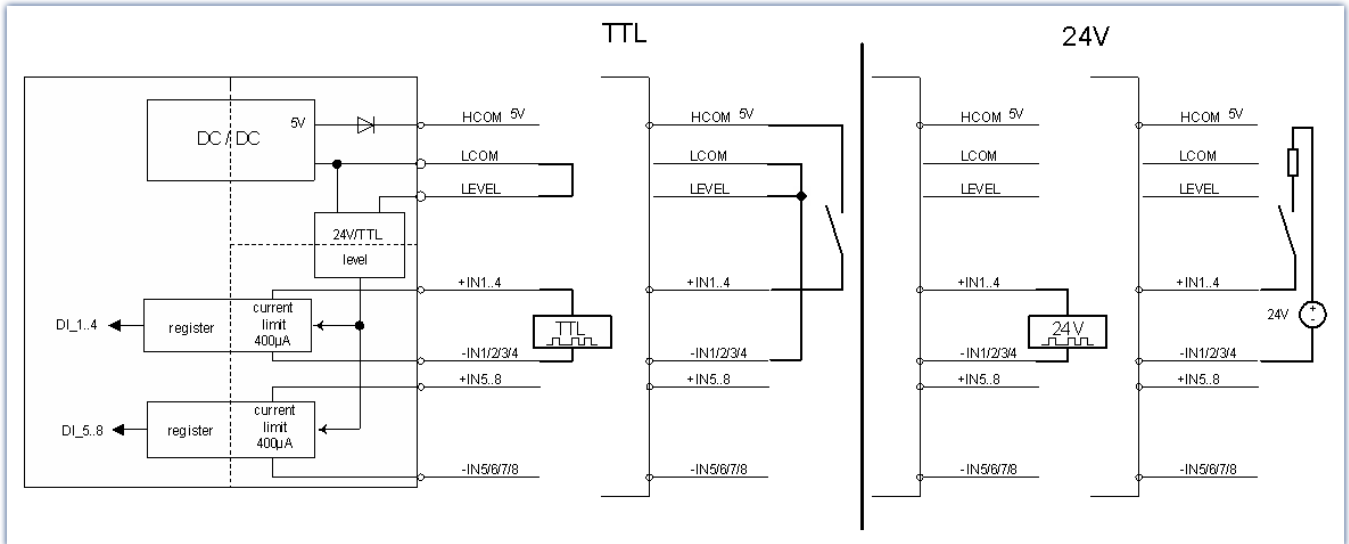 TTL
24V
DC / DC
5V
24V/TTL
level
register
current
limit
400µA
DI_1..4
register
current
limit
400µA
DI_5..8
HCOM 5V
LCOM
LEVEL
+IN1..4
TTL
-IN1/2/3/4
+IN5..8
-IN5/6/7/8
HCOM 5V
LCOM
LEVEL
+IN1..4
-IN1/2/3/4
+IN5..8
-IN5/6/7/8
HCOM 5V
LCOM
LEVEL
+IN1..4
24V
-IN1/2/3/4
+IN5..8
-IN5/6/7/8
HCOM 5V
LCOM
LEVEL
+IN1..4
24V
+
-
-IN1/2/3/4
+IN5..8
-IN5/6/7/8